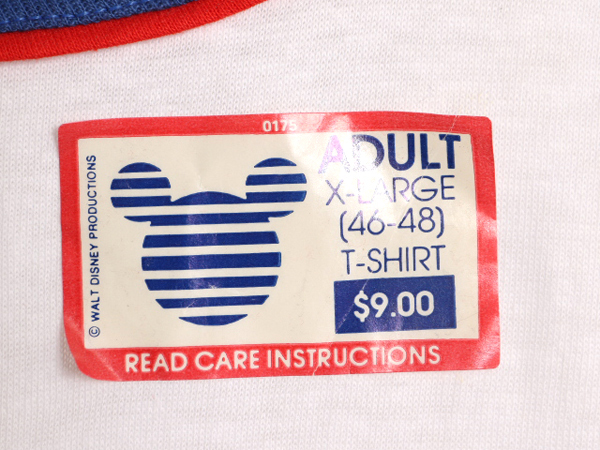 0175
© WALT DISNEY PRODUCTIONS
ADULT
X-LARGE
(46-48)
T-SHIRT
$9.00
READ CARE INSTRUCTIONS